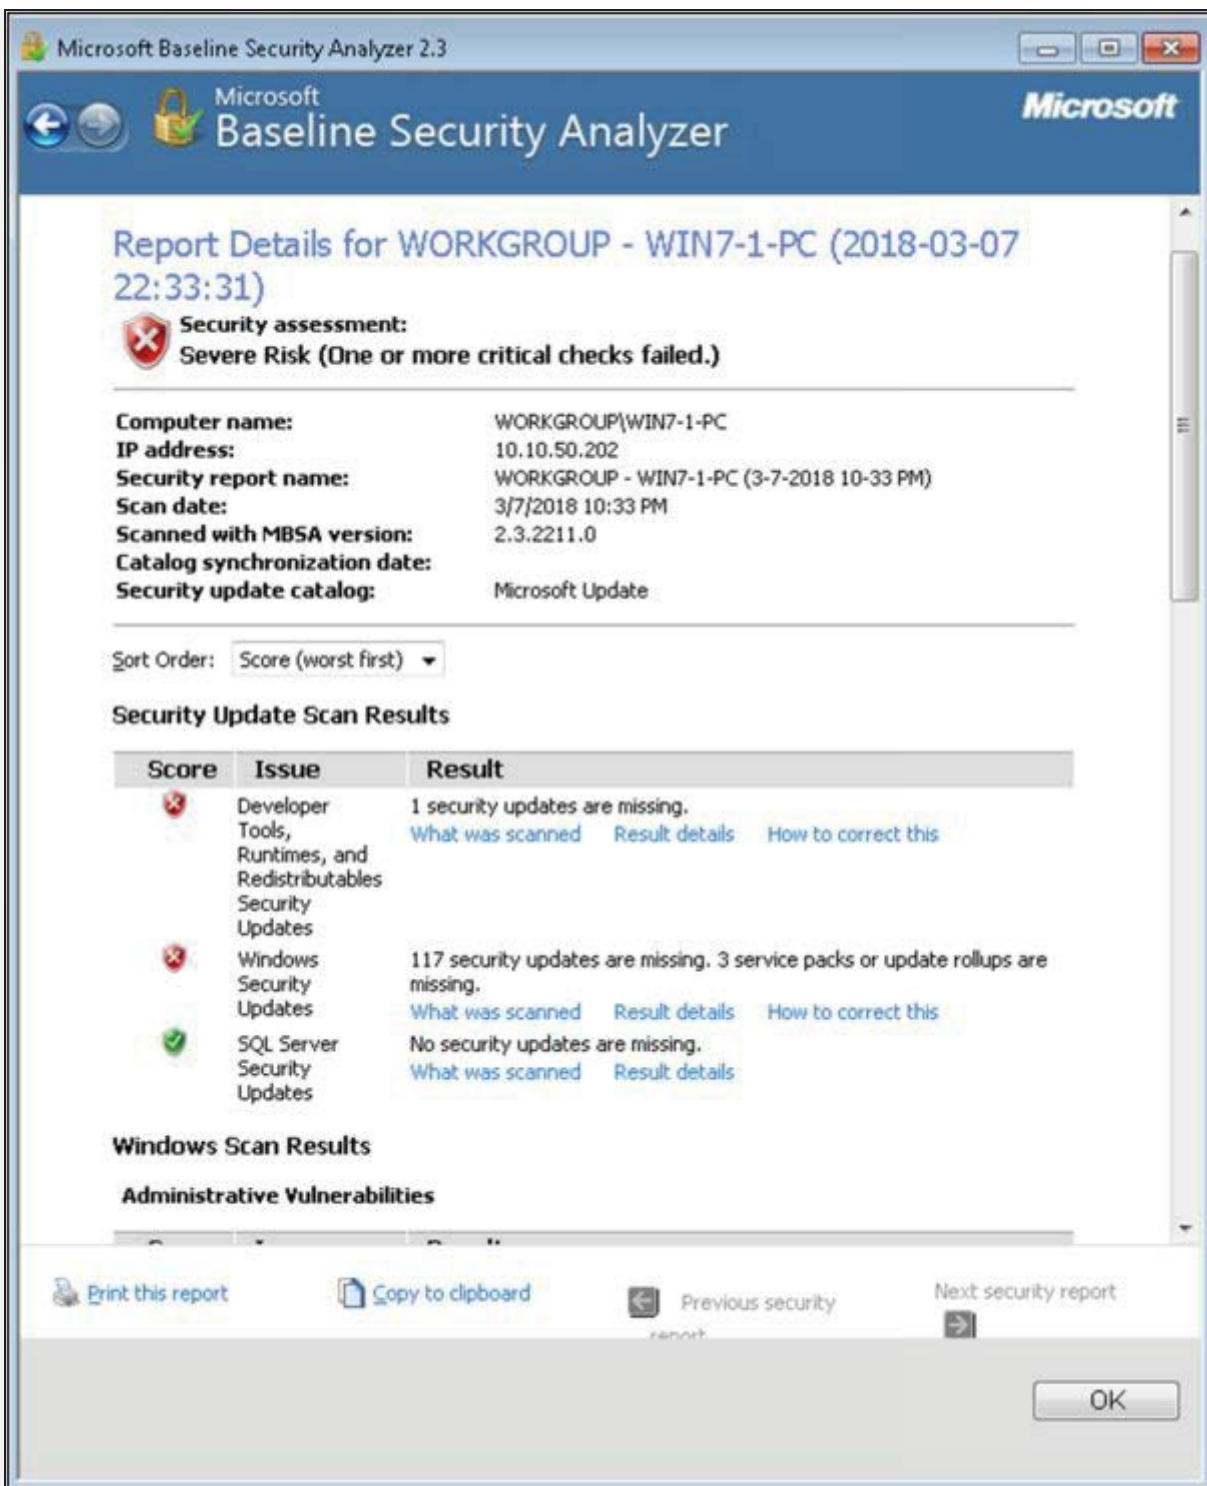 Microsoft Baseline Security Analyzer 2.3
Microsoft
Baseline Security Analyzer
Microsoft
Report Details for WORKGROUP - WIN7-1-PC (2018-03-07
22:33:31)
Security assessment:
Severe Risk (One or more critical checks failed.)
Computer name: WORKGROUP\WIN7-1-PC
IP address: 10.10.50.202
Security report name: WORKGROUP - WIN7-1-PC (3-7-2018 10-33 PM)
Scan date: 3/7/2018 10:33 PM
Scanned with MBSA version: 2.3.2211.0
Catalog synchronization date:
Security update catalog: Microsoft Update
Sort Order: Score (worst first)
Security Update Scan Results
Score Issue Result
Developer 1 security updates are missing.
Tools, What was scanned Result details How to correct this
Runtimes, and
Redistributables
Security
Updates
Windows 117 security updates are missing. 3 service packs or update rollups are
Security missing.
Updates What was scanned Result details How to correct this
SQL Server No security updates are missing.
Security What was scanned Result details
Updates
Windows Scan Results
Administrative Vulnerabilities
Print this report Copy to clipboard Previous security Next security report
report
OK